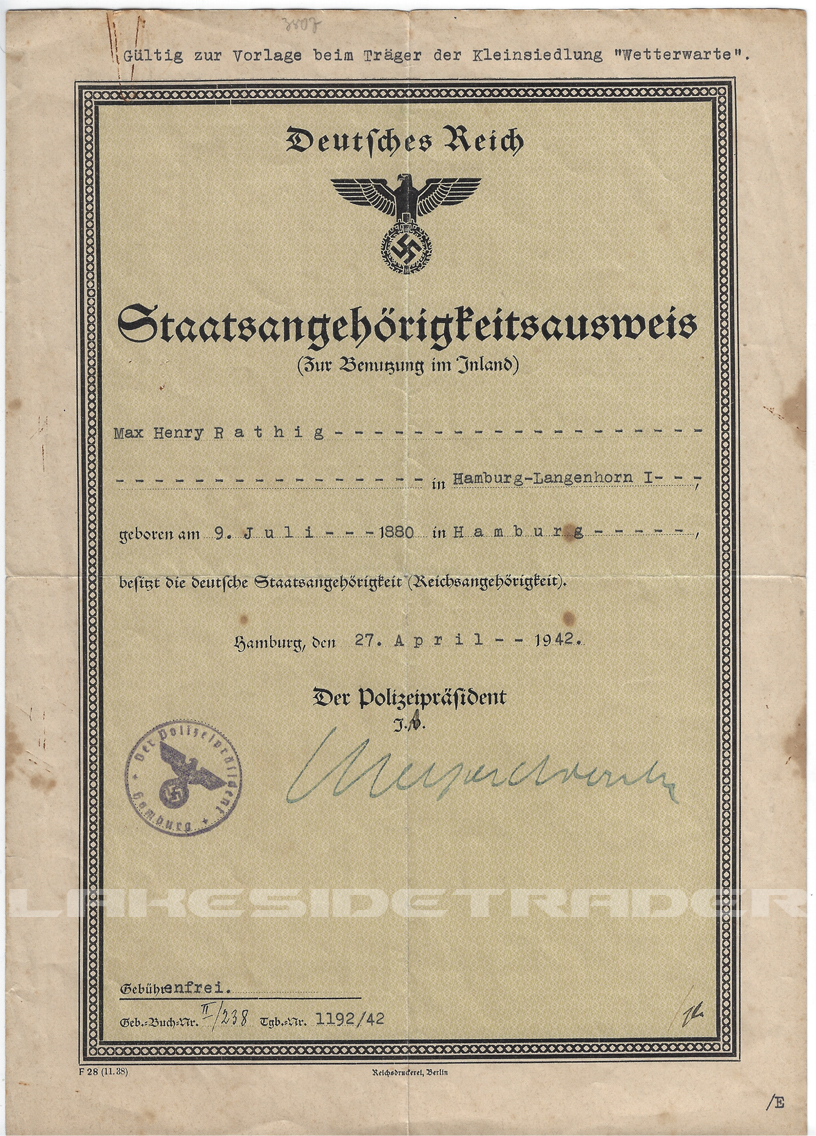 3807
Gültig zur Vorlage beim Träger der Kleinsiedlung "Wetterwarte".
Deutsches Reich
Staatsangehörigkeitsausweis
(Zur Benutzung im Inland)
Max Henry Rathig - - - - - - - - - - - - - - - - - - -
- - - - - - - - - - - - - - - - in Hamburg-Langenhorn I- - -,
geboren am 9. Juli - - -1880 in Hamburg - - - - -,
besitzt die deutsche Staatsangehörigkeit (Reichsangehörigkeit).
Hamburg, den 27. April - - 1942.
Der Polizeipräsident
Der Polizeipräsident
Hamburg
LAKESIDETRADER
Gebührenfrei.
Geb.-Buch-Nr. II/238 Tgb.-Nr. 1192/42
F 28 (11.38) Reichsdruckerei, Berlin
/E